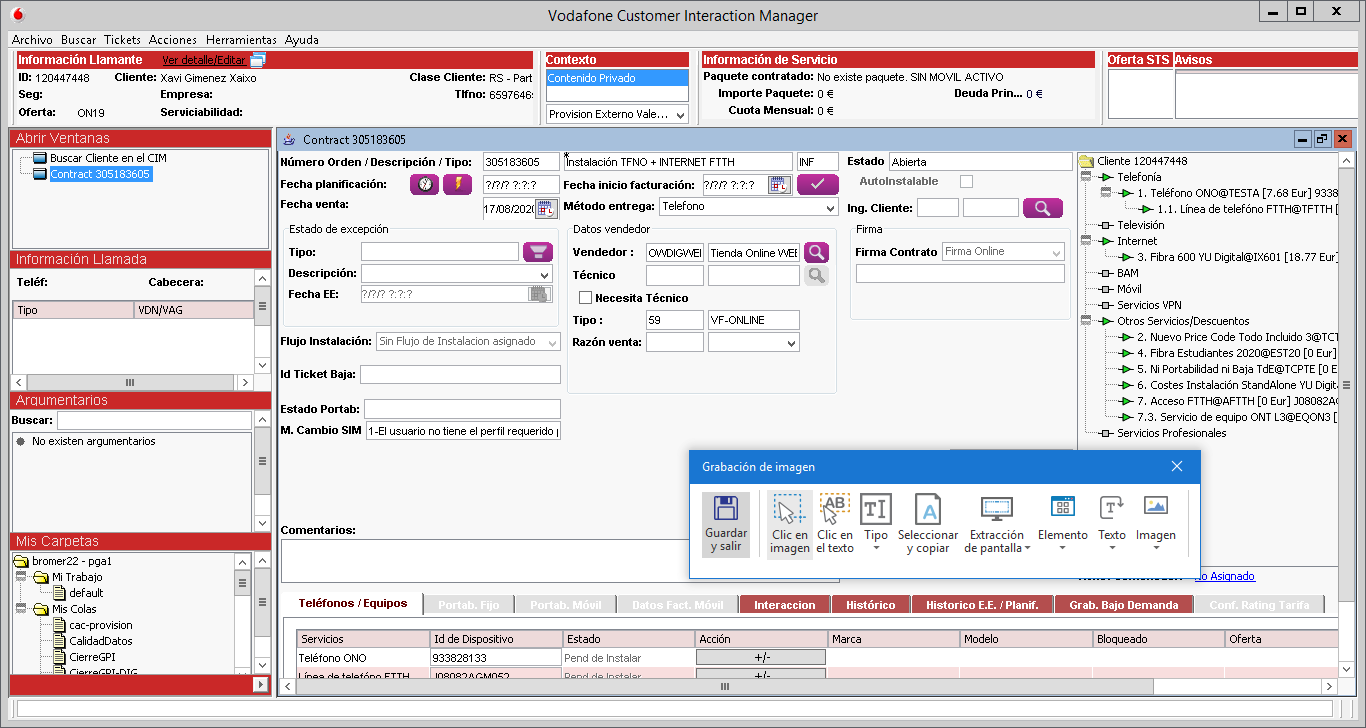 Vodafone Customer Interaction Manager
Archivo Buscar Tickets Acciones Herramientas Ayuda
Información Llamante Ver detalle/Editar
ID: 120447448 Cliente: Xavi Gimenez Xaixo Clase Cliente: RS - Part
Seg: Empresa: Tlfno: 6597646
Oferta: ON19 Serviciabilidad:
Contexto
Contenido Privado
Provision Externo Vale...
Información de Servicio
Paquete contratado: No existe paquete. SIN MOVIL ACTIVO
Importe Paquete: 0 € Deuda Prin... 0 €
Cuota Mensual: 0 €
Oferta STS Avisos
Abrir Ventanas
Buscar Cliente en el CIM
Contract 305183605
Información Llamada
Teléf: Cabecera:
Tipo VDN/VAG
Argumentarios
Buscar:
No existen argumentarios
Mis Carpetas
bromer22 - pga1
Mi Trabajo
default
Mis Colas
cac-provision
CalidadDatos
CierreGPI
CierreGPI-DIG
Contract 305183605
Número Orden / Descripción / Tipo: 305183605 *Instalación TFNO + INTERNET FTTH INF Estado Abierta
Fecha planificación: ?/?/? ?:?:? Fecha inicio facturación: ?/?/? ?:?:? AutoInstalable
Fecha venta: 17/08/2020 Método entrega: Telefono Ing. Cliente:
Estado de excepción
Tipo:
Descripción:
Fecha EE: ?/?/? ?:?:?
Flujo Instalación: Sin Flujo de Instalacion asignado
Id Ticket Baja:
Estado Portab:
M. Cambio SIM 1-El usuario no tiene el perfil requerido p
Datos vendedor
Vendedor : OWDIGWEI Tienda Online WEB
Técnico
Necesita Técnico
Tipo : 59 VF-ONLINE
Razón venta:
Firma
Firma Contrato Firma Online
Comentarios:
Cliente 120447448
Telefonía
1. Teléfono ONO@TESTA [7.68 Eur] 9338
1.1. Línea de telefóno FTTH@TFTTH [
Televisión
Internet
3. Fibra 600 YU Digital@IX601 [18.77 Eur]
BAM
Móvil
Servicios VPN
Otros Servicios/Descuentos
2. Nuevo Price Code Todo Incluido 3@TCT
4. Fibra Estudiantes 2020@EST20 [0 Eur]
5. Ni Portabilidad ni Baja TdE@TCPTE [0 E
6. Costes Instalación StandAlone YU Digita
7. Acceso FTTH@AFTTH [0 Eur] J08082AG
7.3. Servicio de equipo ONT L3@EQON3 [
Servicios Profesionales
Grabación de imagen
Guardar y salir
Clic en imagen
Clic en el texto
Tipo
Seleccionar y copiar
Extracción de pantalla
Elemento
Texto
Imagen
No Asignado
Teléfonos / Equipos Portab. Fijo Portab. Móvil Datos Fact. Móvil Interaccion Histórico Historico E.E. / Planif. Grab. Bajo Demanda Conf. Rating Tarifa
Servicios Id de Dispositivo Estado Acción Marca Modelo Bloqueado Oferta
Teléfono ONO 933828133 Pend de Instalar +/-
Línea de telefóno FTTH J08082AGM052 Pend de Instalar +/-